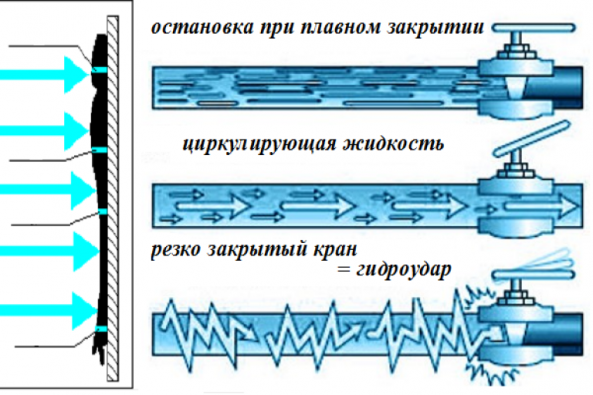 остановка при плавном закрытии
циркулирующая жидкость
резко закрытый кран
= гидроудар